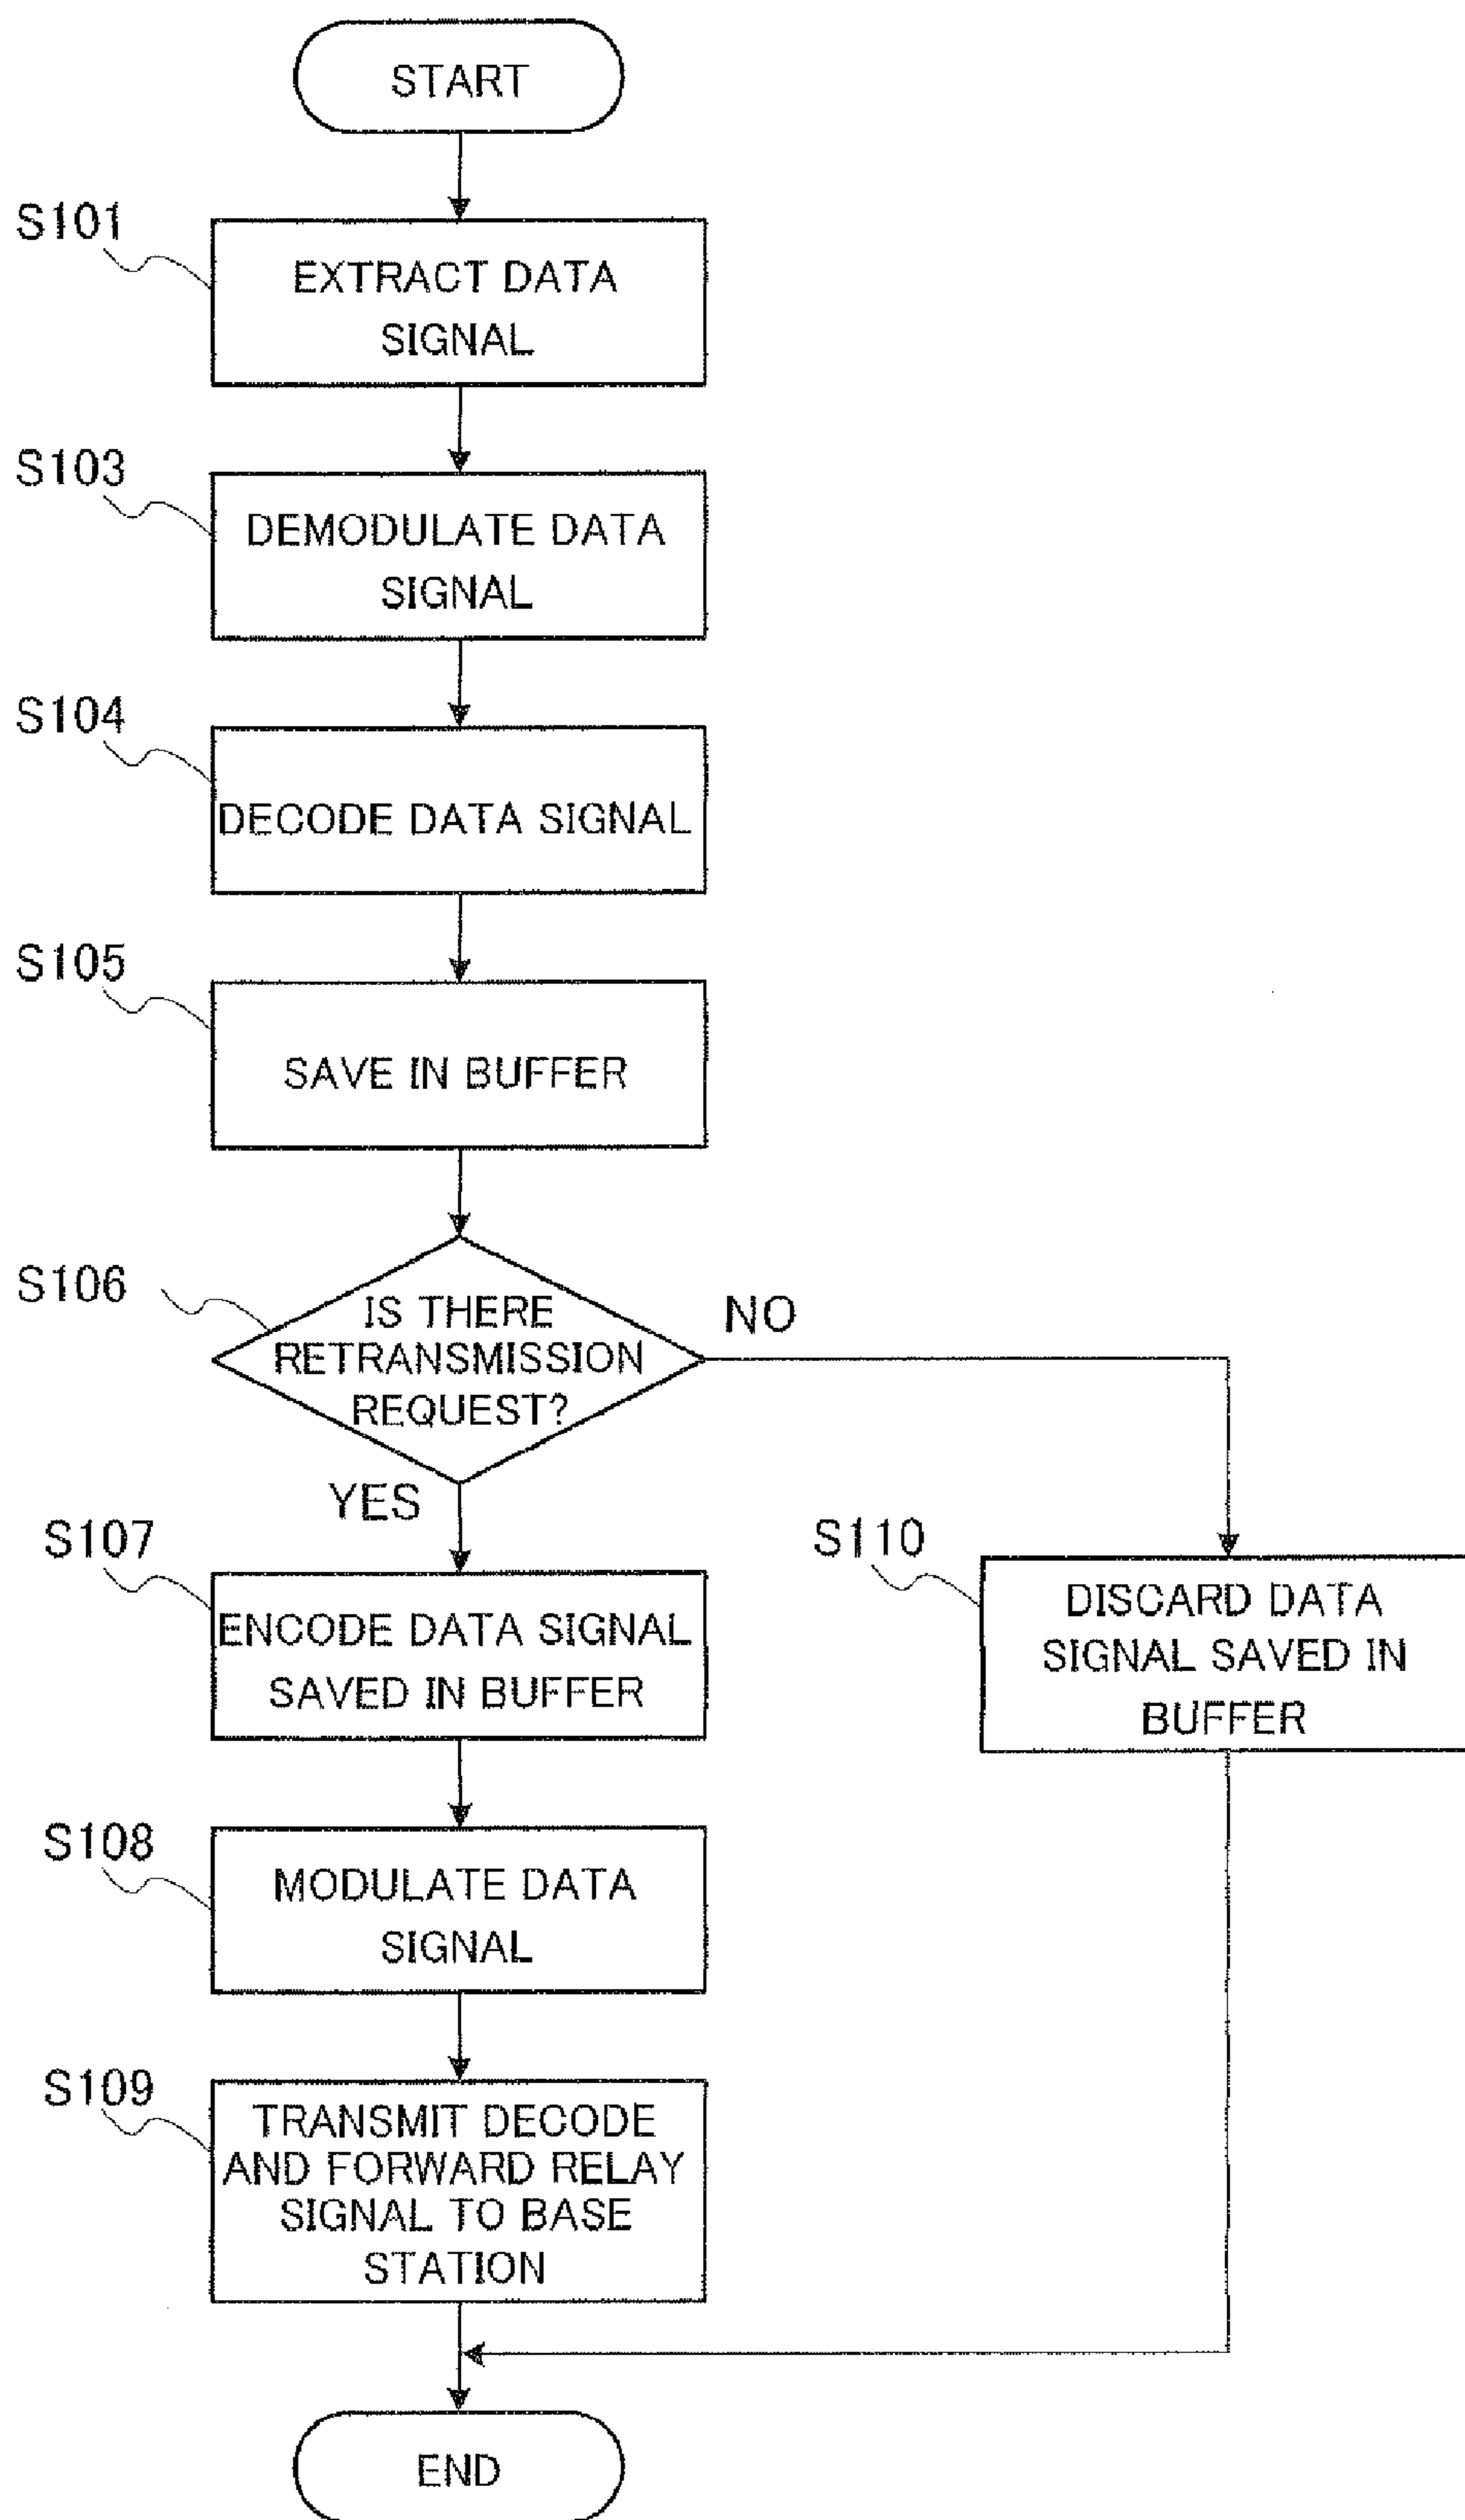 START
S101
EXTRACT DATA
SIGNAL
S103
DEMODULATE DATA
SIGNAL
S104
DECODE DATA SIGNAL
S105
SAVE IN BUFFER
S106
IS THERE
RETRANSMISSION
REQUEST?
NO
YES
S107
ENCODE DATA SIGNAL
SAVED IN BUFFER
S110
DISCARD DATA
SIGNAL SAVED IN
BUFFER
S108
MODULATE DATA
SIGNAL
S109
TRANSMIT DECODE
AND FORWARD RELAY
SIGNAL TO BASE
STATION
END